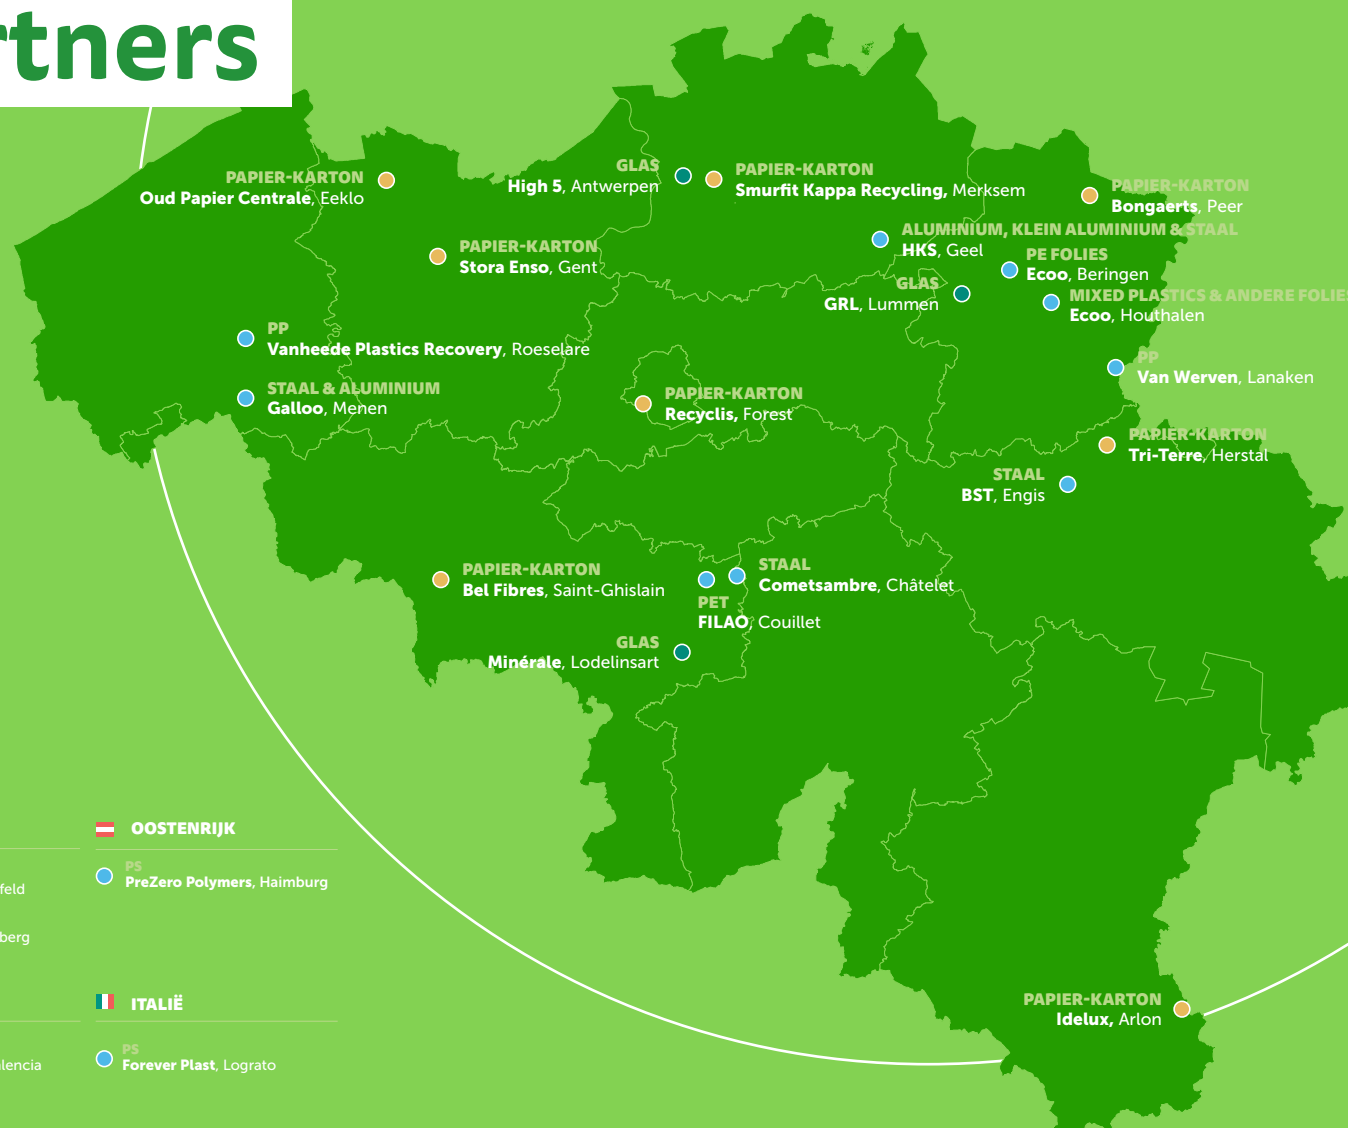 rtners
PAPIER-KARTON
Oud Papier Centrale, Eeklo
GLAS
High 5, Antwerpen
PAPIER-KARTON
Smurfit Kappa Recycling, Merksem
PAPIER-KARTON
Bongaerts, Peer
ALUMINIUM, KLEIN ALUMINIUM & STAAL
HKS, Geel
PAPIER-KARTON
Stora Enso, Gent
PE FOLIES
Ecoo, Beringen
GLAS
GRL, Lummen
MIXED PLASTICS & ANDERE FOLIES
Ecoo, Houthalen
PP
Vanheede Plastics Recovery, Roeselare
PP
Van Werven, Lanaken
STAAL & ALUMINIUM
Galloo, Menen
PAPIER-KARTON
Recyclis, Forest
PAPIER-KARTON
Tri-Terre, Herstal
STAAL
BST, Engis
PAPIER-KARTON
Bel Fibres, Saint-Ghislain
STAAL
Cometsambre, Châtelet
PET
FILAO, Couillet
GLAS
Minérale, Lodelinsart
OOSTENRIJK
PS
PreZero Polymers, Haimburg
feld
berg
ITALIË
PS
Forever Plast, Lograto
lencia
PAPIER-KARTON
Idelux, Arlon